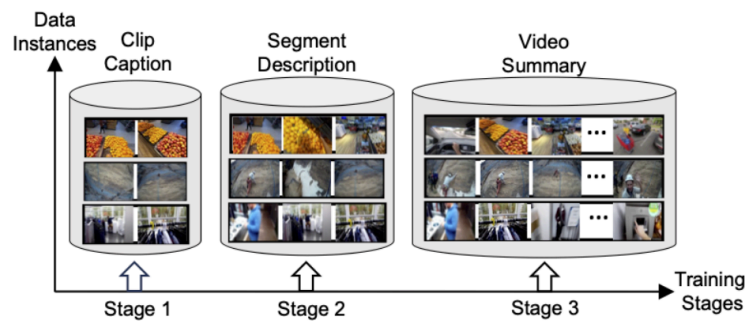 Data
Instances
Clip
Caption
Segment
Description
Video
Summary
...
...
...
Training
Stages
Stage 1
Stage 2
Stage 3